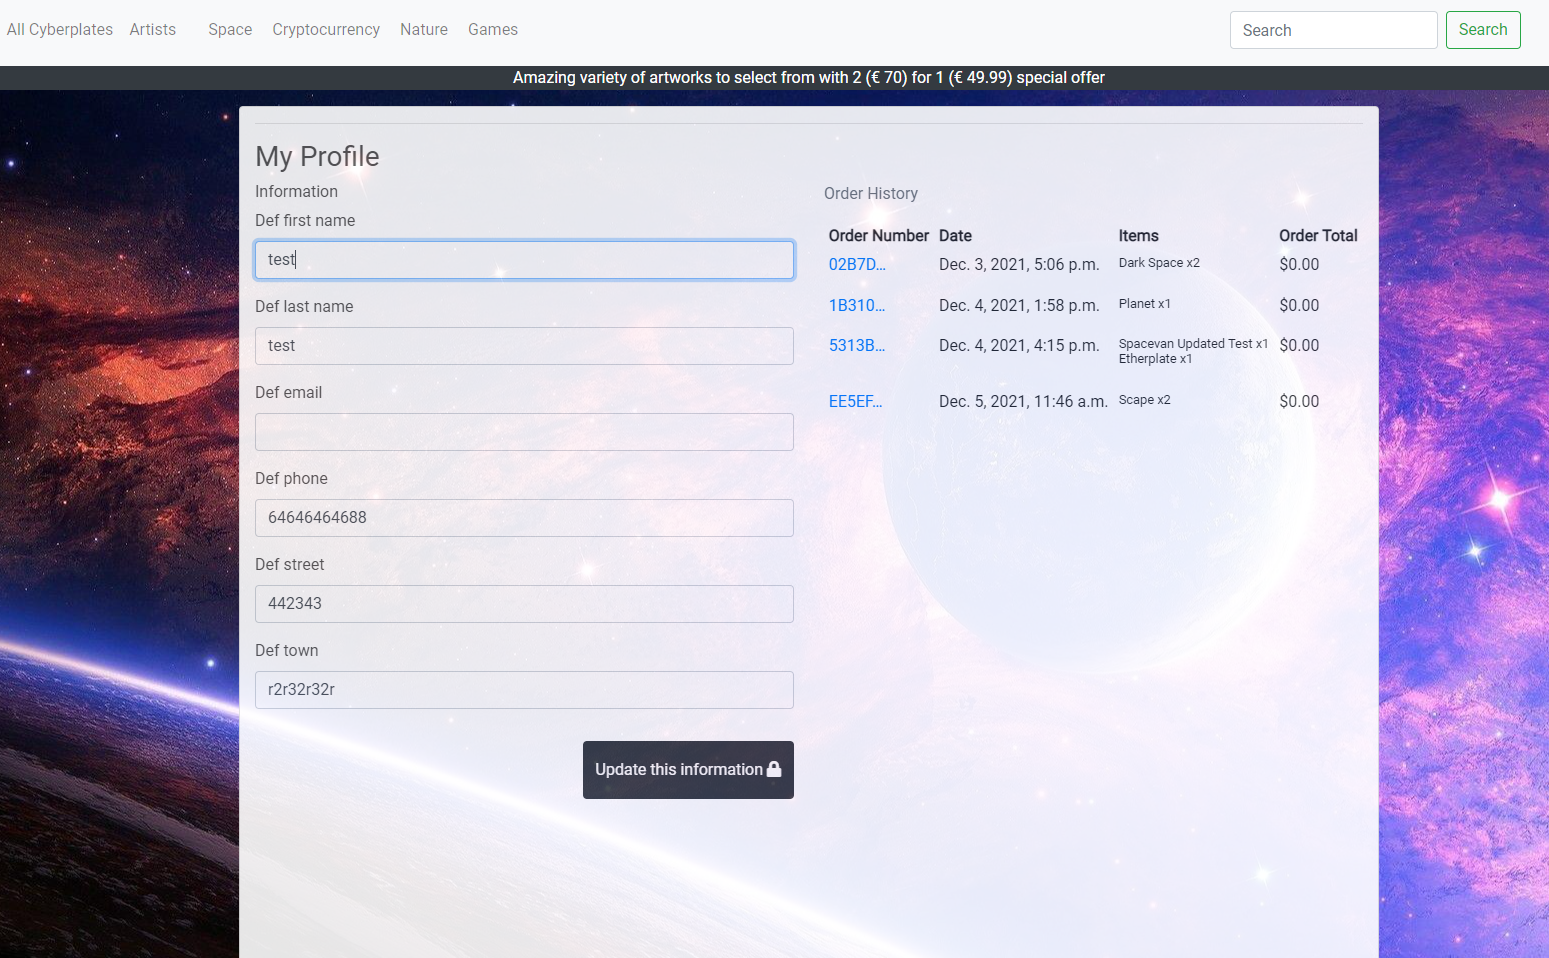 All Cyberplates Artists Space Cryptocurrency Nature Games Search Search
Amazing variety of artworks to select from with 2 (€ 70) for 1 (€ 49.99) special offer
My Profile
Information
Def first name
test
Def last name
test
Def email
Def phone
64646464688
Def street
442343
Def town
r2r32r32r
Update this information
Order History
Order Number Date Items Order Total
02B7D... Dec. 3, 2021, 5:06 p.m. Dark Space x2 $0.00
1B310... Dec. 4, 2021, 1:58 p.m. Planet x1 $0.00
5313B... Dec. 4, 2021, 4:15 p.m. Spacevan Updated Test x1 $0.00
Etherplate x1
EE5EF... Dec. 5, 2021, 11:46 a.m. Scape x2 $0.00